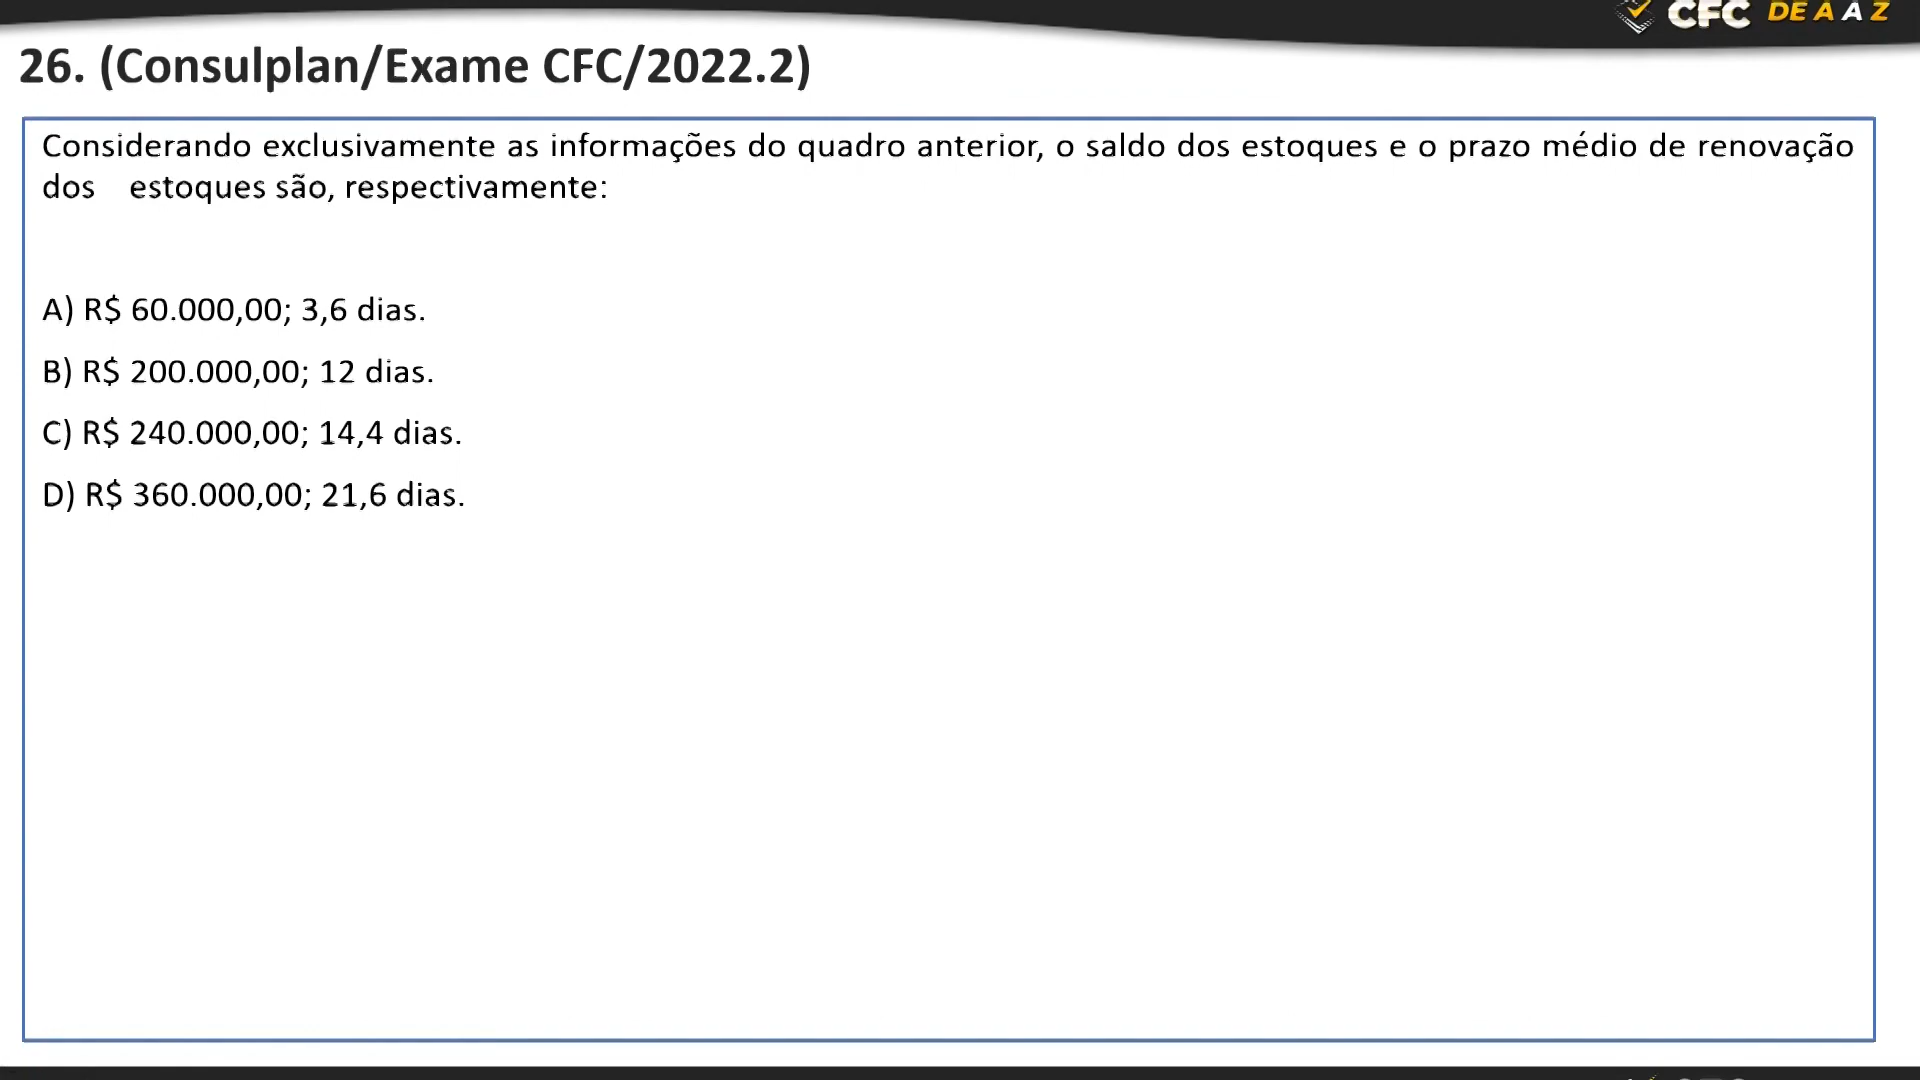 CFC DE A A Z
26. (Consulplan/Exame CFC/2022.2)
Considerando exclusivamente as informações do quadro anterior, o saldo dos estoques e o prazo médio de renovação
dos estoques são, respectivamente:
A) R$ 60.000,00; 3,6 dias.
B) R$ 200.000,00; 12 dias.
C) R$ 240.000,00; 14,4 dias.
D) R$ 360.000,00; 21,6 dias.